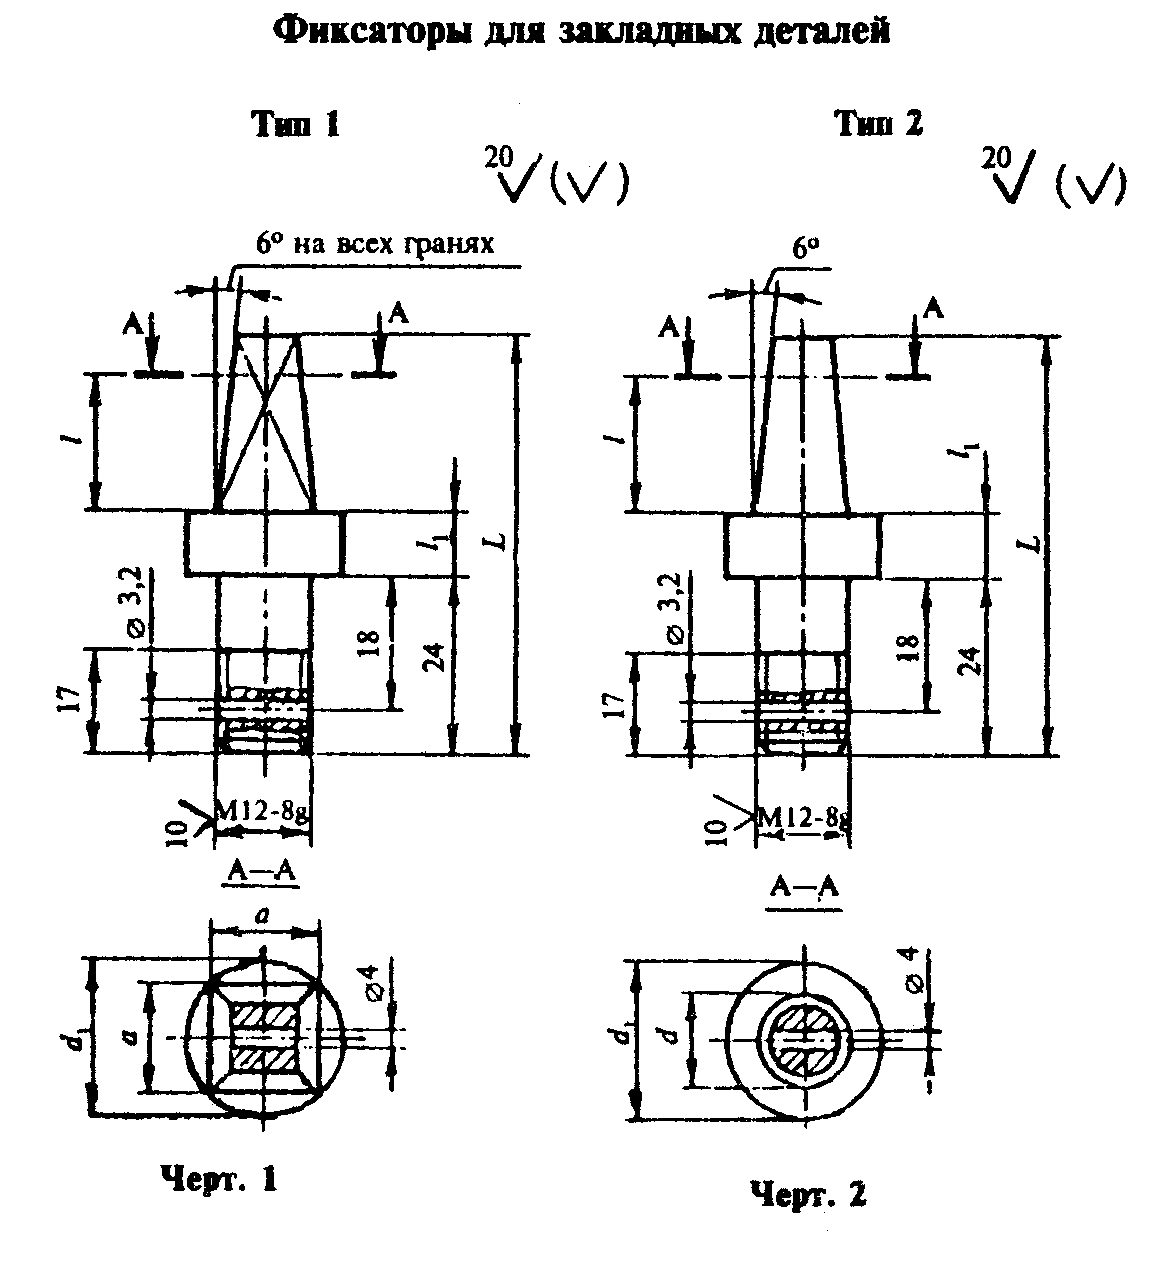 Фиксаторы для закладных деталей
Тип 1
20
(√)
6° на всех гранях
А
А
l
l1
L
⌀ 3,2
18
24
17
10
М12-8g
А—А
a
d1
a
⌀4
Черт. 1
Тип 2
20
(√)
6°
А
А
l
l1
L
⌀ 3,2
18
24
17
10
М12-8g
А—А
d1
d
⌀ 4
Черт. 2